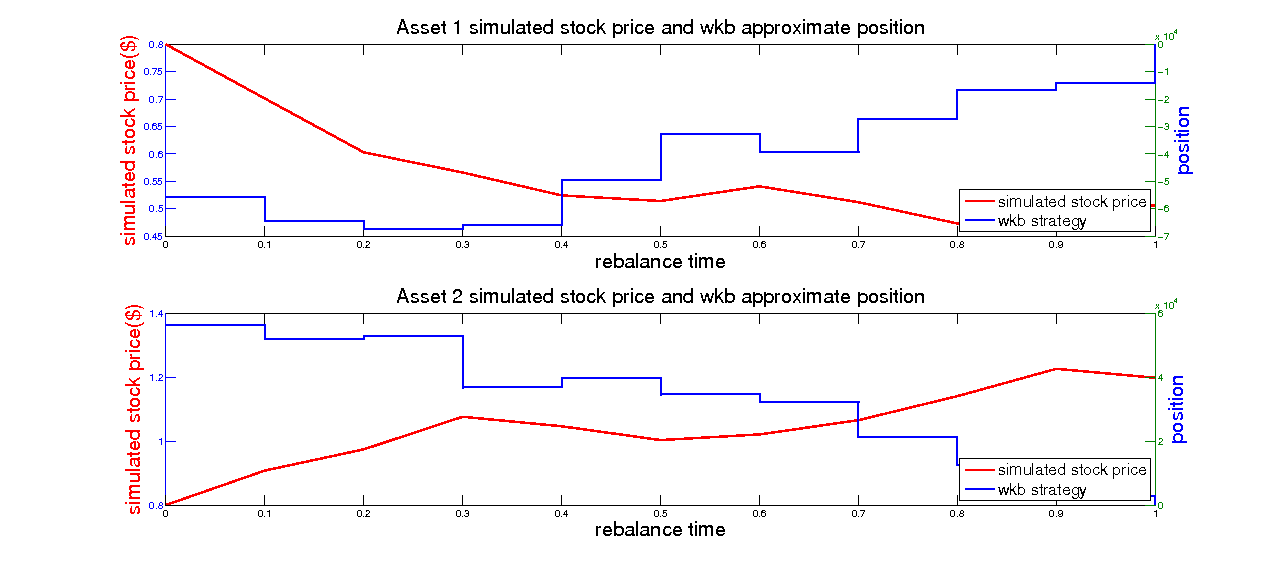 Asset 1 simulated stock price and wkb approximate position
simulated stock price($)
0.8
0.75
0.7
0.65
0.6
0.55
0.5
0.45
x 10^4
0
-1
-2
-3
-4
-5
-6
-7
position
simulated stock price
wkb strategy
0 0.1 0.2 0.3 0.4 0.5 0.6 0.7 0.8 0.9 1
rebalance time
Asset 2 simulated stock price and wkb approximate position
simulated stock price($)
1.4
1.2
1
0.8
x 10^4
6
4
2
0
position
simulated stock price
wkb strategy
0 0.1 0.2 0.3 0.4 0.5 0.6 0.7 0.8 0.9 1
rebalance time